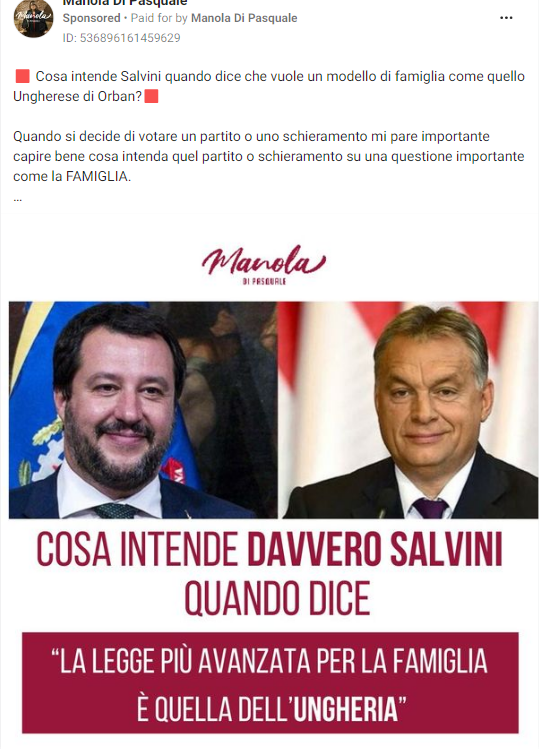 Manola Di Pasquale
Sponsored • Paid for by Manola Di Pasquale
ID: 536896161459629
🟥 Cosa intende Salvini quando dice che vuole un modello di famiglia come quello
Ungherese di Orban?🟥
Quando si decide di votare un partito o uno schieramento mi pare importante
capire bene cosa intenda quel partito o schieramento su una questione importante
come la FAMIGLIA.
...
Manola
DI PASQUALE
COSA INTENDE DAVVERO SALVINI
QUANDO DICE
“LA LEGGE PIÙ AVANZATA PER LA FAMIGLIA
È QUELLA DELL’UNGHERIA”